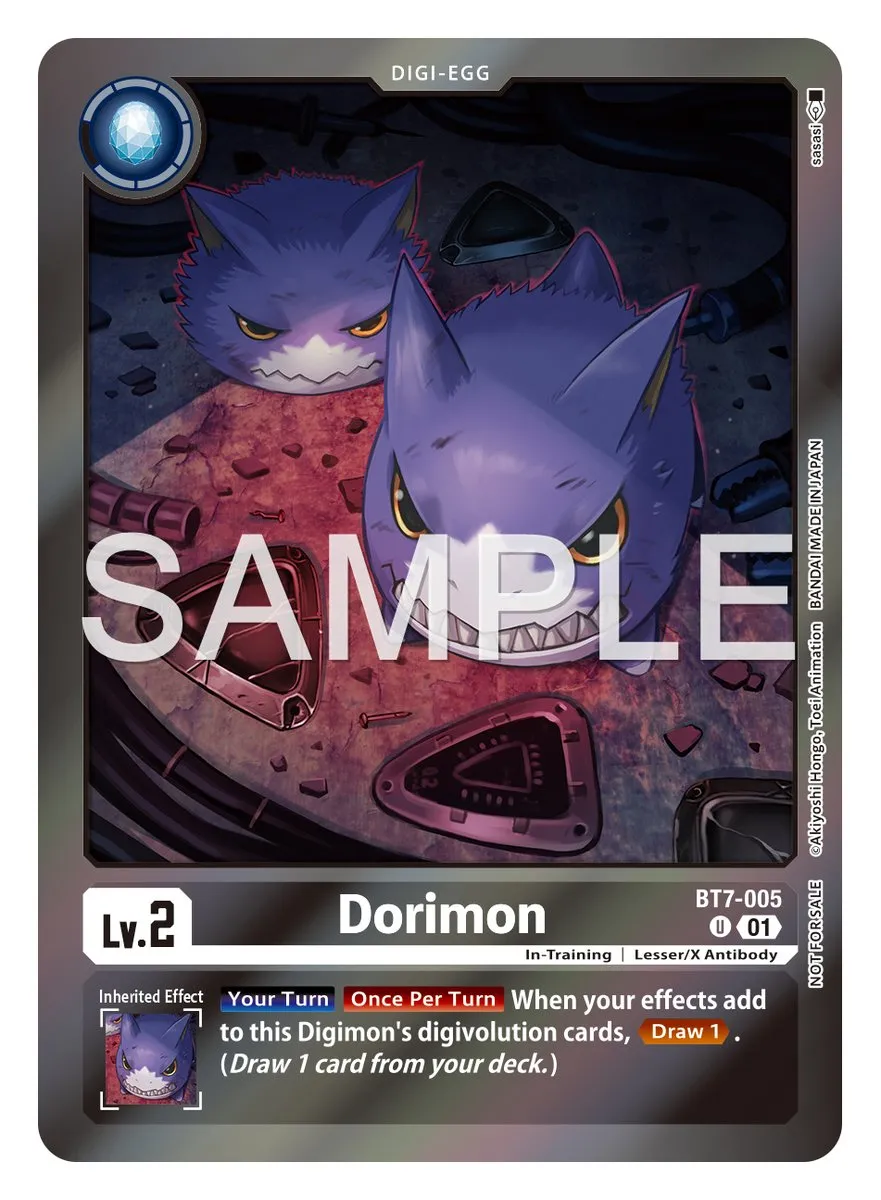 DIGI-EGG
sasasi
SAMPLE
©Akiyoshi Hongo, Toei Animation BANDAI MADE IN JAPAN
NOT FOR SALE
Lv.2
Dorimon
BT7-005
U 01
In-Training | Lesser/X Antibody
Inherited Effect
Your Turn Once Per Turn When your effects add
to this Digimon's digivolution cards, Draw 1 .
(Draw 1 card from your deck.)